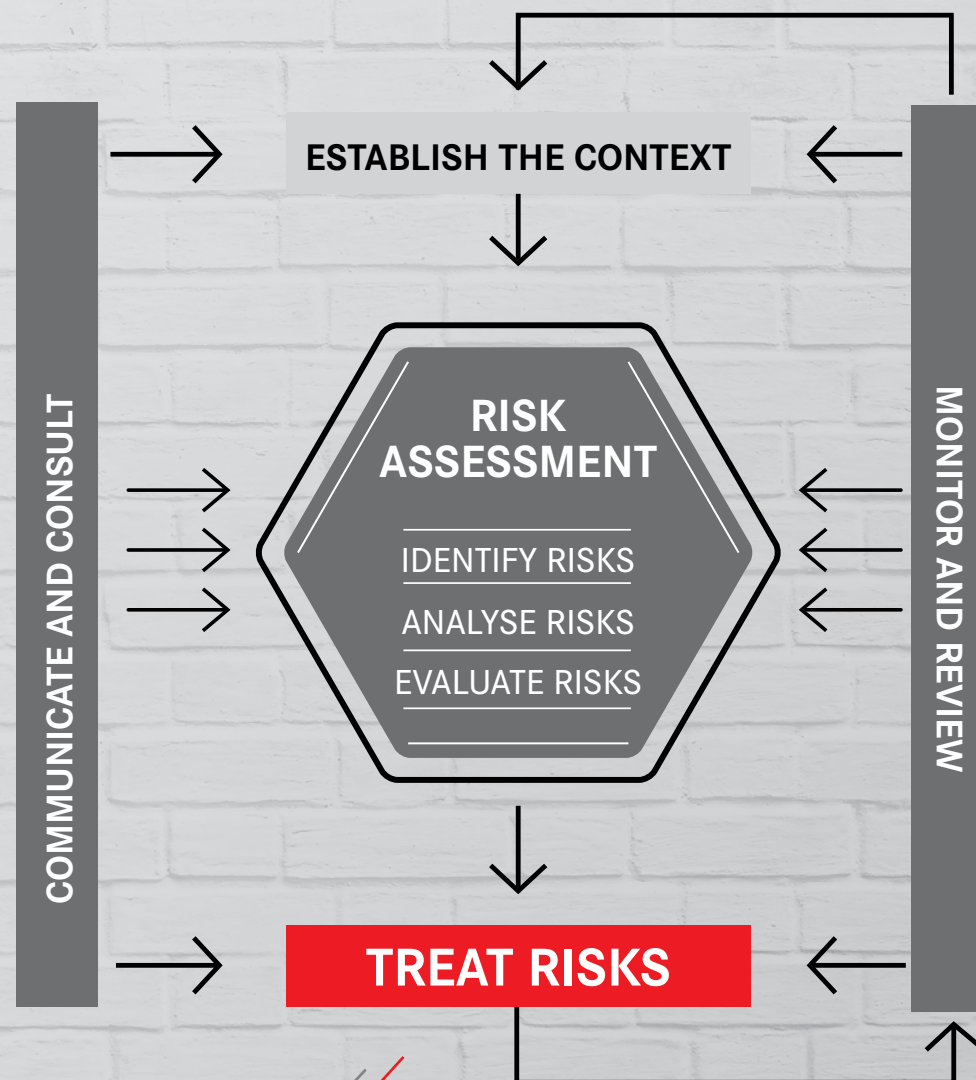 ESTABLISH THE CONTEXT
COMMUNICATE AND CONSULT
RISK
ASSESSMENT
IDENTIFY RISKS
ANALYSE RISKS
EVALUATE RISKS
MONITOR AND REVIEW
TREAT RISKS